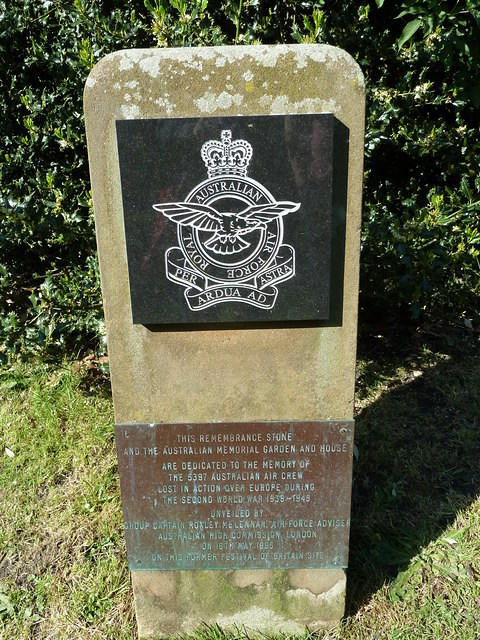 ROYAL AUSTRALIAN AIR FORCE
PER ARDUA AD ASTRA
THIS REMEMBRANCE STONE
AND THE AUSTRALIAN MEMORIAL GARDEN AND HOUSE
ARE DEDICATED TO THE MEMORY OF
THE 5397 AUSTRALIAN AIR CREW
LOST IN ACTION OVER EUROPE DURING
THE SECOND WORLD WAR 1939-1945
UNVEILED BY
GROUP CAPTAIN ROXLEY McLENNAN, AIR FORCE ADVISER
AUSTRALIAN HIGH COMMISSION, LONDON
ON MAY
ON THIS FORMER FESTIVAL OF BRITAIN SITE